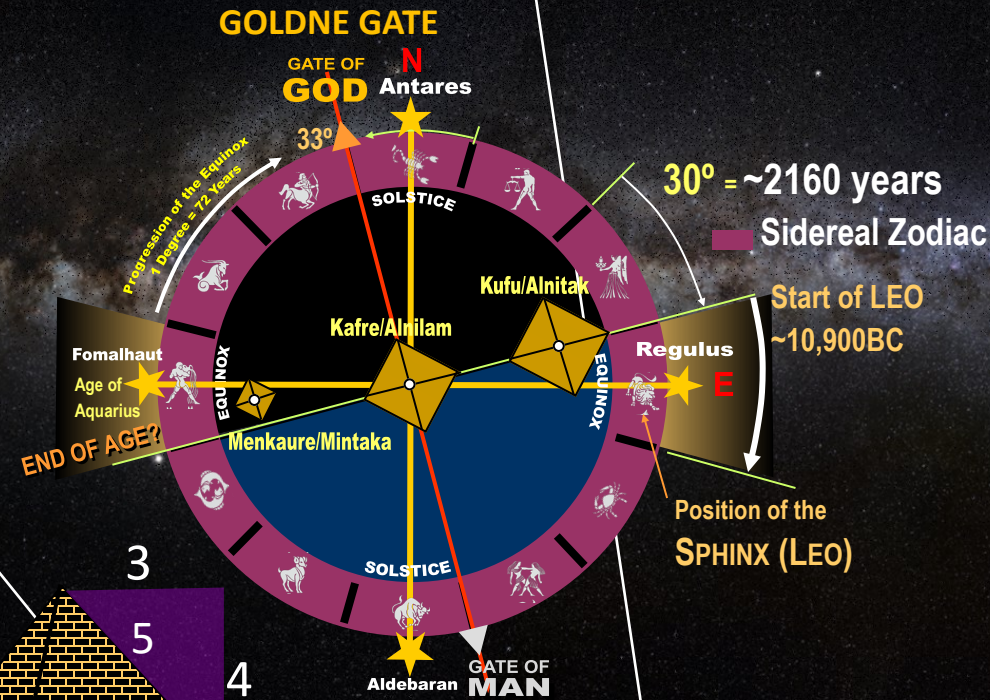 GOLDNE GATE
GATE OF
GOD
N
Antares
33º
Progression of the Equinox
1 Degree = 72 Years
SOLSTICE
30º = ~2160 years
Sidereal Zodiac
Kufu/Alnitak
Kafre/Alnilam
Start of LEO
~10,900BC
Fomalhaut
Age of
Aquarius
END OF AGE?
EQUINOX
EQUINOX
Regulus
E
Menkaure/Mintaka
Position of the
SPHINX (LEO)
SOLSTICE
3
5
4
Aldebaran
GATE OF
MAN